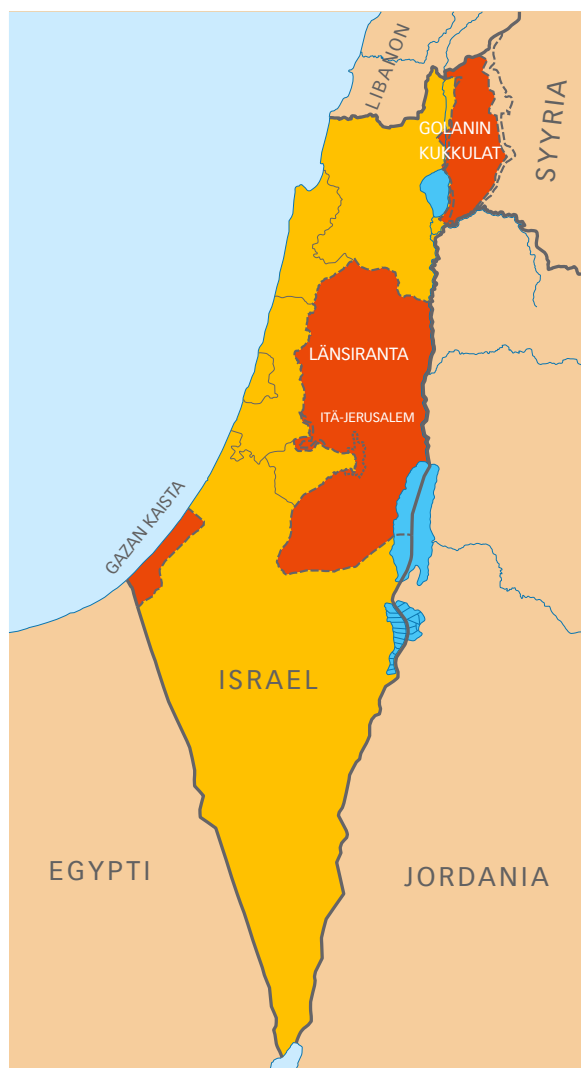 LIBANON
GOLANIN
KUKKULAT
SYYRIA
LÄNSIRANTA
ITÄ-JERUSALEM
GAZAN KAISTA
ISRAEL
EGYPTI
JORDANIA